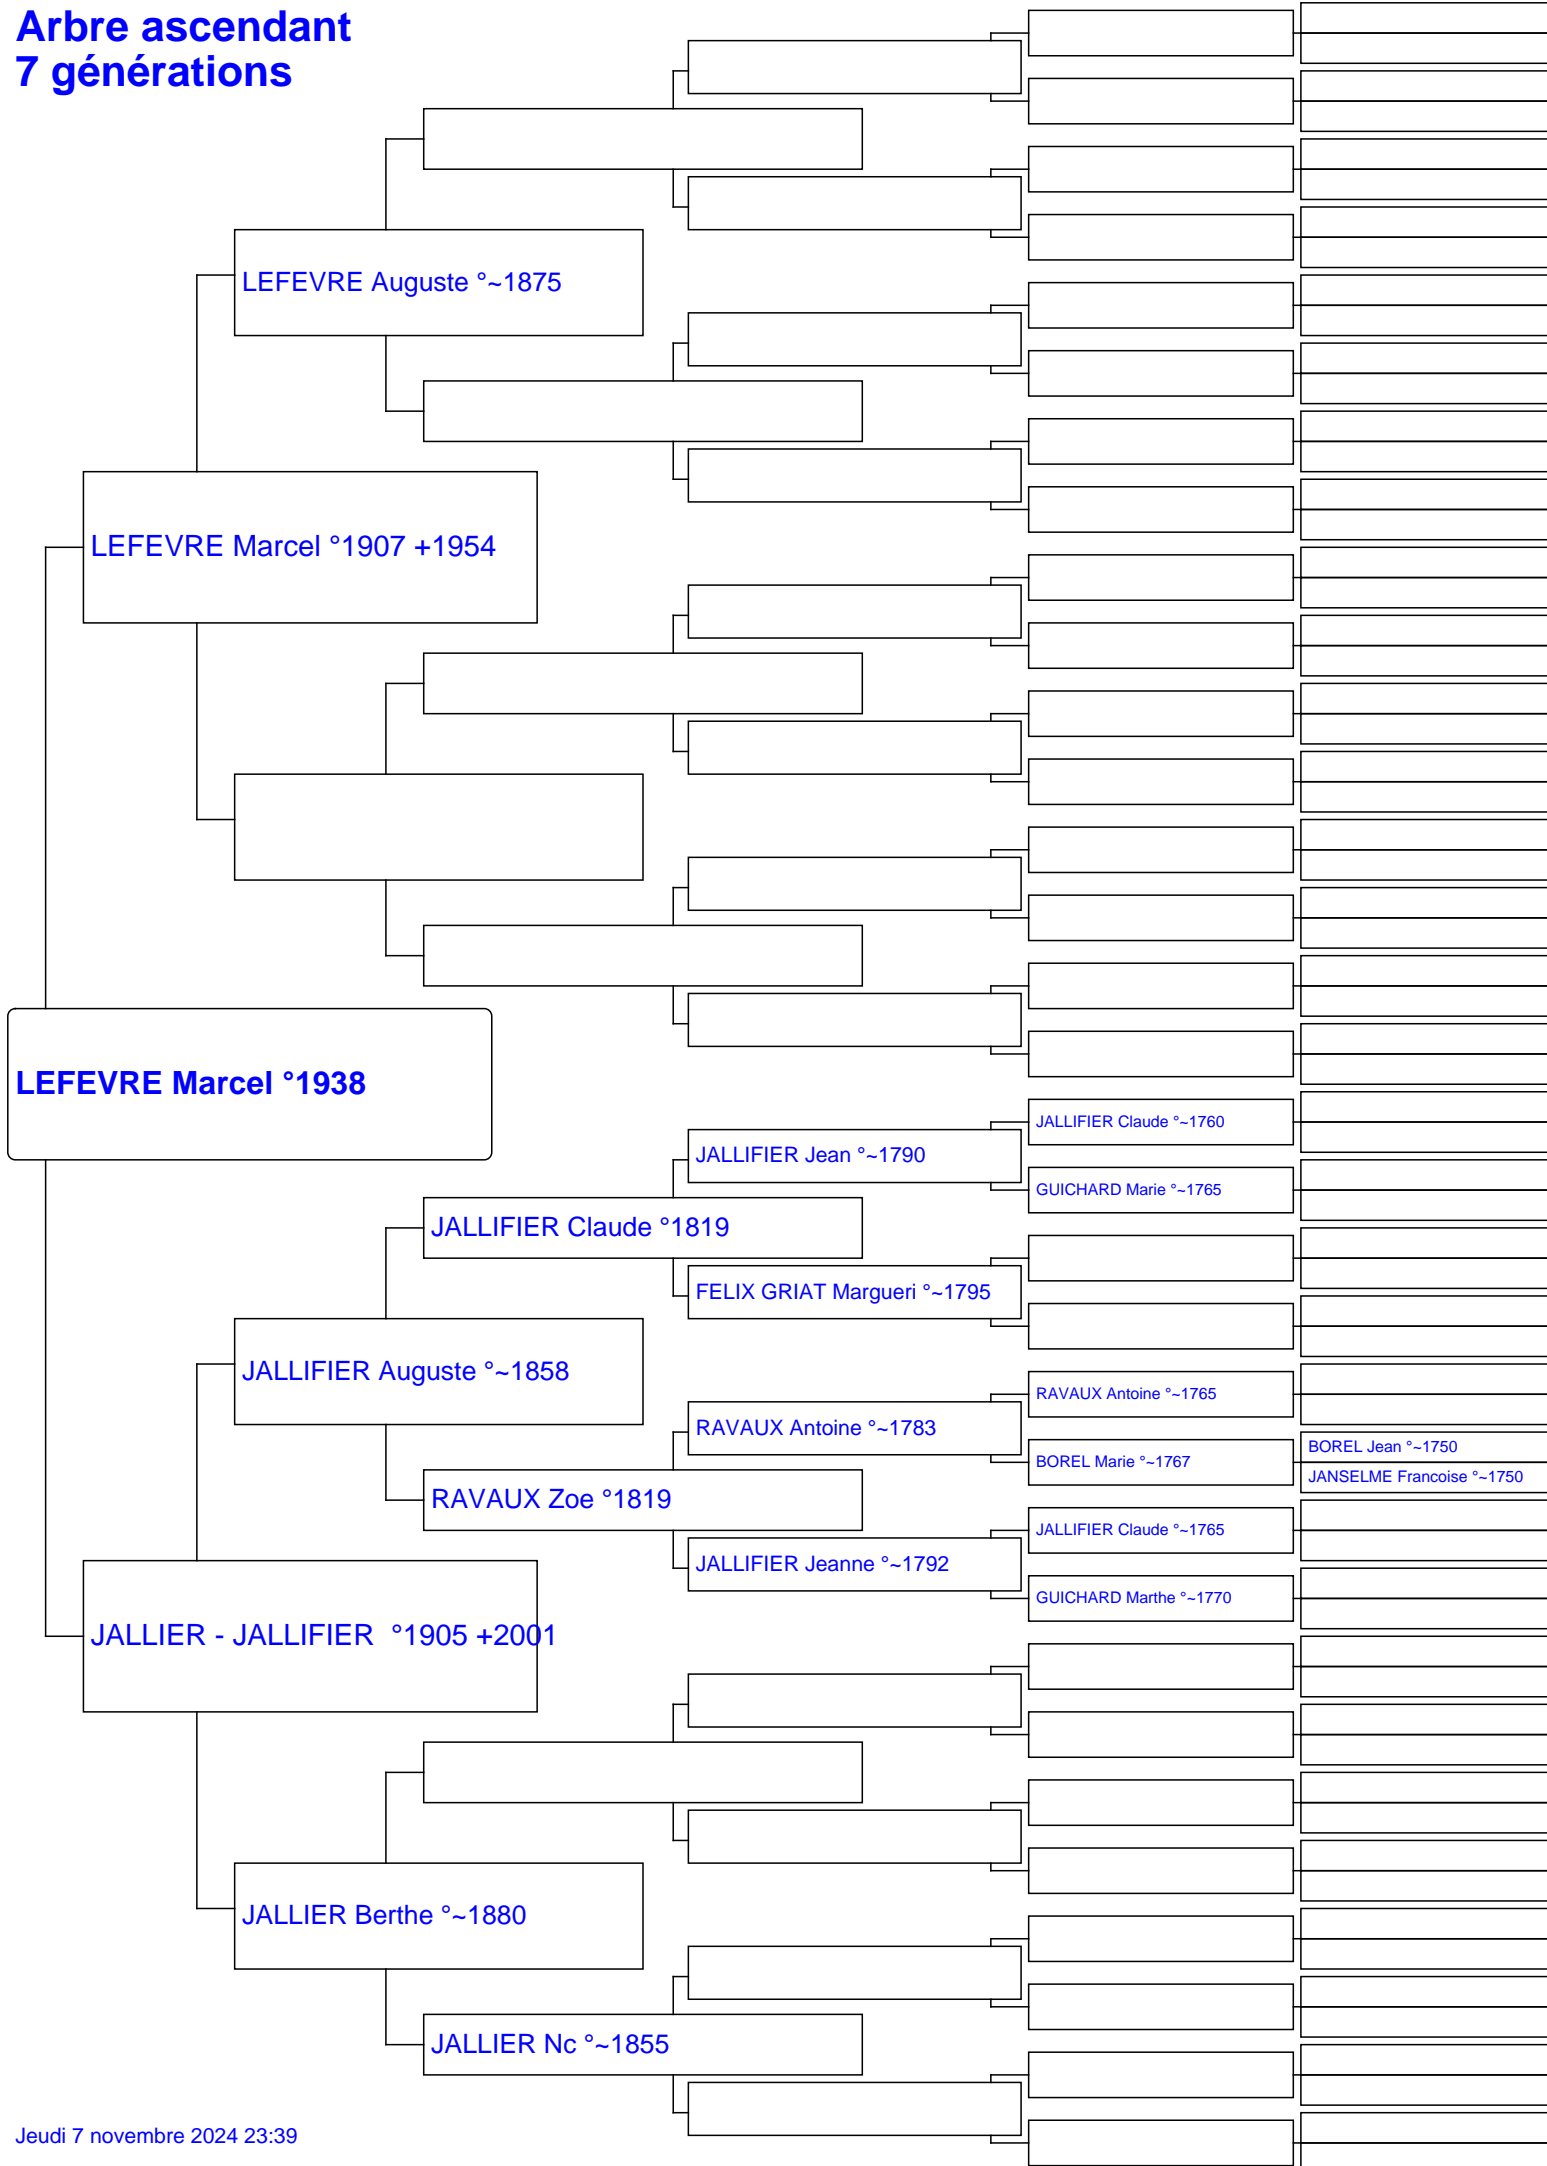 Arbre ascendant
7 générations
LEFEVRE Auguste °~1875
LEFEVRE Marcel °1907 +1954
LEFEVRE Marcel °1938
JALLIFIER Claude °~1760
JALLIFIER Jean °~1790
GUICHARD Marie °~1765
JALLIFIER Claude °1819
FELIX GRIAT Margueri °~1795
JALLIFIER Auguste °~1858
RAVAUX Antoine °~1765
RAVAUX Antoine °~1783
BOREL Jean °~1750
BOREL Marie °~1767
JANSELME Francoise °~1750
RAVAUX Zoe °1819
JALLIFIER Claude °~1765
JALLIFIER Jeanne °~1792
GUICHARD Marthe °~1770
JALLIER - JALLIFIER  °1905 +2001
JALLIER Berthe °~1880
JALLIER Nc °~1855
Jeudi 7 novembre 2024 23:39